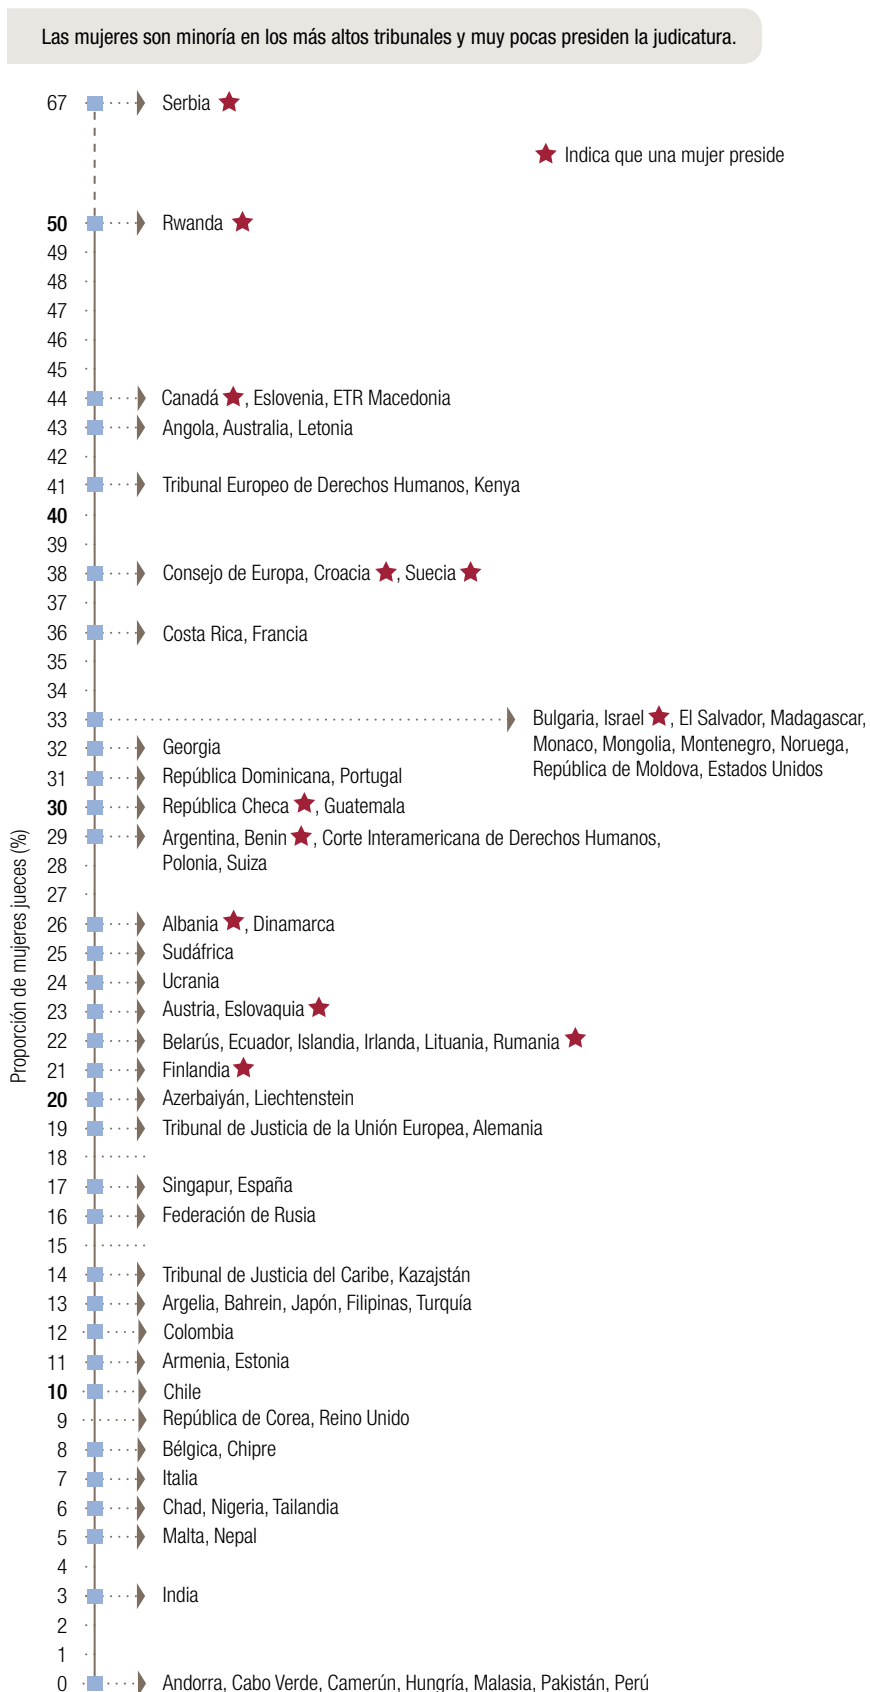 Las mujeres son minoría en los más altos tribunales y muy pocas presiden la judicatura.
67 Serbia
Indica que una mujer preside
50 Rwanda
49
48
47
46
45
44 Canadá, Eslovenia, ETR Macedonia
43 Angola, Australia, Letonia
42
41 Tribunal Europeo de Derechos Humanos, Kenya
40
39
38 Consejo de Europa, Croacia, Suecia
37
36 Costa Rica, Francia
35
34
33 Bulgaria, Israel, El Salvador, Madagascar,
Monaco, Mongolia, Montenegro, Noruega,
República de Moldova, Estados Unidos
32 Georgia
31 República Dominicana, Portugal
30 República Checa, Guatemala
29 Argentina, Benin, Corte Interamericana de Derechos Humanos,
Polonia, Suiza
28
27
26 Albania, Dinamarca
25 Sudáfrica
24 Ucrania
23 Austria, Eslovaquia
22 Belarús, Ecuador, Islandia, Irlanda, Lituania, Rumania
21 Finlandia
20 Azerbaiyán, Liechtenstein
19 Tribunal de Justicia de la Unión Europea, Alemania
18
17 Singapur, España
16 Federación de Rusia
15
14 Tribunal de Justicia del Caribe, Kazajstán
13 Argelia, Bahrein, Japón, Filipinas, Turquía
12 Colombia
11 Armenia, Estonia
10 Chile
9 República de Corea, Reino Unido
8 Bélgica, Chipre
7 Italia
6 Chad, Nigeria, Tailandia
5 Malta, Nepal
4
3 India
2
1
0 Andorra, Cabo Verde, Camerún, Hungría, Malasia, Pakistán, Perú
Proporción de mujeres jueces (%)